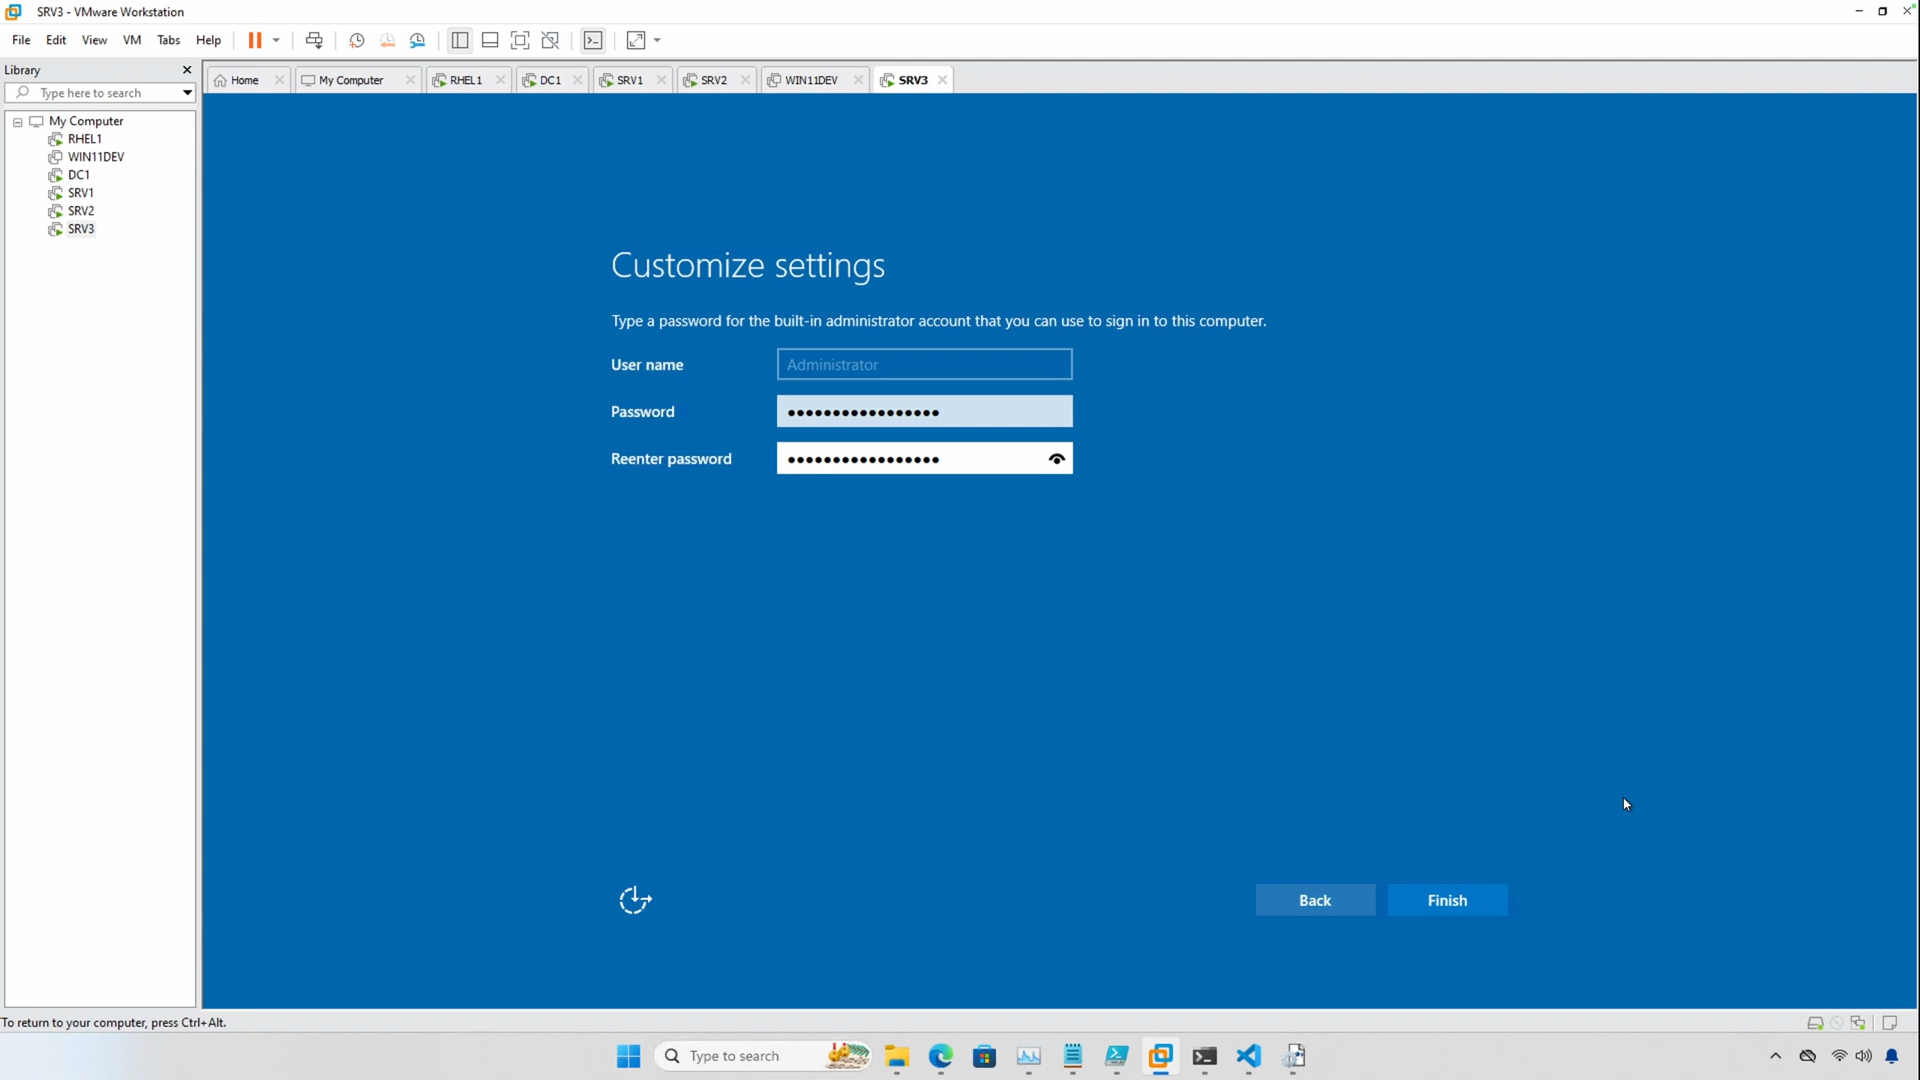 SRV3 - VMware Workstation
File Edit View VM Tabs Help
Library
Type here to search
My Computer
RHEL1
WIN11DEV
DC1
SRV1
SRV2
SRV3
Home My Computer RHEL1 DC1 SRV1 SRV2 WIN11DEV SRV3
Customize settings
Type a password for the built-in administrator account that you can use to sign in to this computer.
User name Administrator
Password •••••••••••••••••
Reenter password •••••••••••••••••
Back Finish
To return to your computer, press Ctrl+Alt.
Type to search